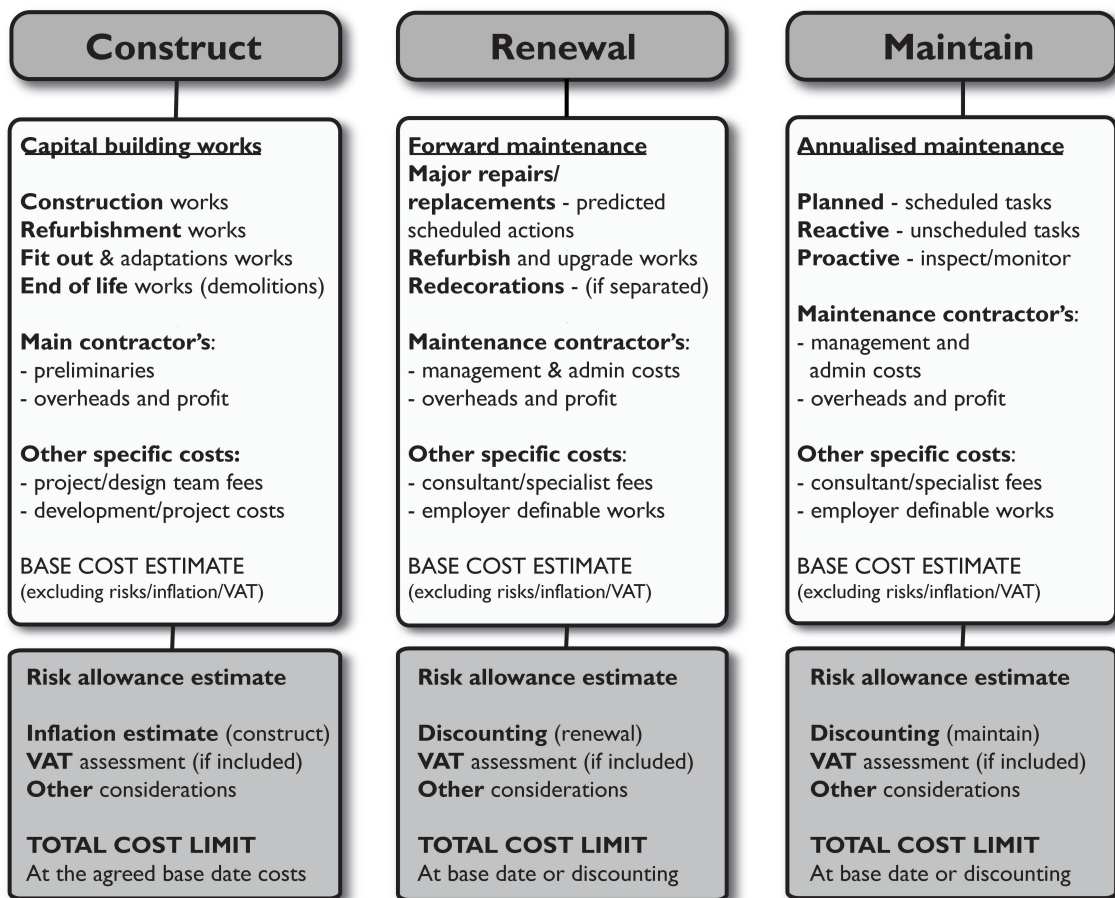 Construct
Capital building works
Construction works
Refurbishment works
Fit out & adaptations works
End of life works (demolitions)
Main contractor's:
- preliminaries
- overheads and profit
Other specific costs:
- project/design team fees
- development/project costs
BASE COST ESTIMATE
(excluding risks/inflation/VAT)
Risk allowance estimate
Inflation estimate (construct)
VAT assessment (if included)
Other considerations
TOTAL COST LIMIT
At the agreed base date costs
Renewal
Forward maintenance
Major repairs/
replacements - predicted
scheduled actions
Refurbish and upgrade works
Redecorations - (if separated)
Maintenance contractor's:
- management & admin costs
- overheads and profit
Other specific costs:
- consultant/specialist fees
- employer definable works
BASE COST ESTIMATE
(excluding risks/inflation/VAT)
Risk allowance estimate
Discounting (renewal)
VAT assessment (if included)
Other considerations
TOTAL COST LIMIT
At base date or discounting
Maintain
Annualised maintenance
Planned - scheduled tasks
Reactive - unscheduled tasks
Proactive - inspect/monitor
Maintenance contractor's:
- management and
admin costs
- overheads and profit
Other specific costs:
- consultant/specialist fees
- employer definable works
BASE COST ESTIMATE
(excluding risks/inflation/VAT)
Risk allowance estimate
Discounting (maintain)
VAT assessment (if included)
Other considerations
TOTAL COST LIMIT
At base date or discounting